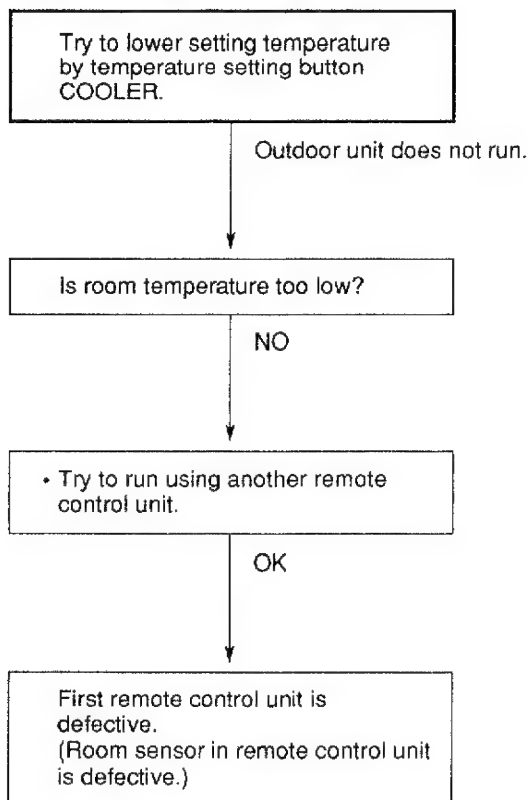 Try to lower setting temperature
by temperature setting button
COOLER.
Outdoor unit does not run.
Is room temperature too low?
NO
• Try to run using another remote
control unit.
OK
First remote control unit is
defective.
(Room sensor in remote control unit
is defective.)